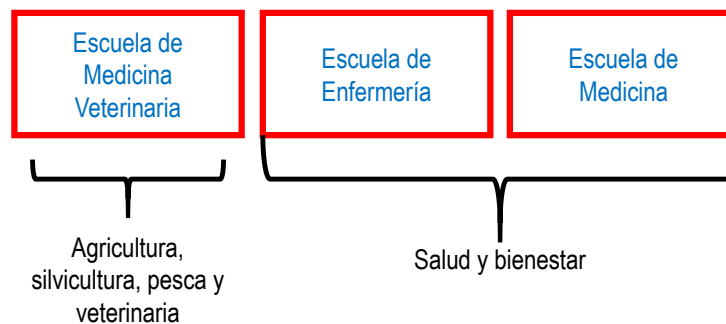 Escuela de
Medicina
Veterinaria
Escuela de
Enfermería
Escuela de
Medicina
Agricultura,
silvicultura, pesca y
veterinaria
Salud y bienestar